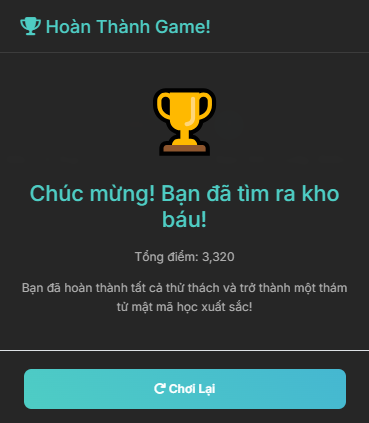 Hoàn Thành Game!
Chúc mừng! Bạn đã tìm ra kho
báu!
Tổng điểm: 3,320
Bạn đã hoàn thành tất cả thử thách và trở thành một thám
tử mật mã học xuất sắc!
Chơi Lại